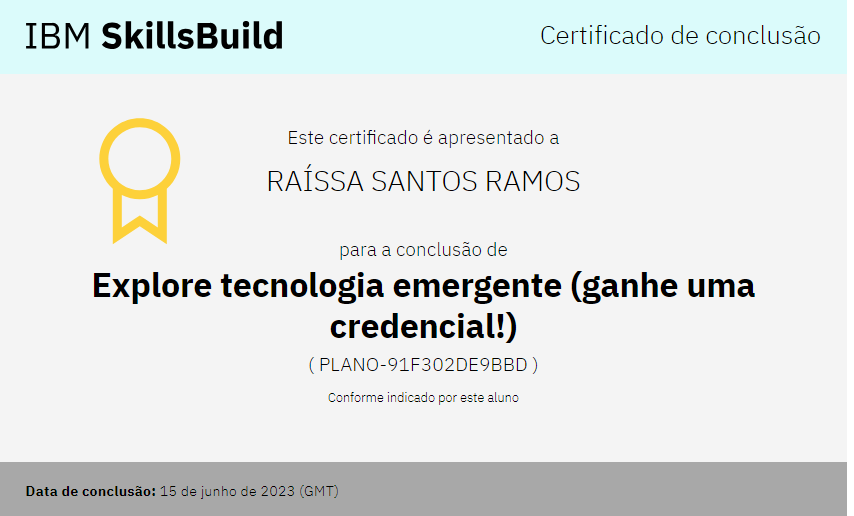 IBM SkillsBuild
Certificado de conclusão
Este certificado é apresentado a
RAÍSSA SANTOS RAMOS
para a conclusão de
Explore tecnologia emergente (ganhe uma
credencial!)
( PLANO-91F302DE9BBD )
Conforme indicado por este aluno
Data de conclusão: 15 de junho de 2023 (GMT)